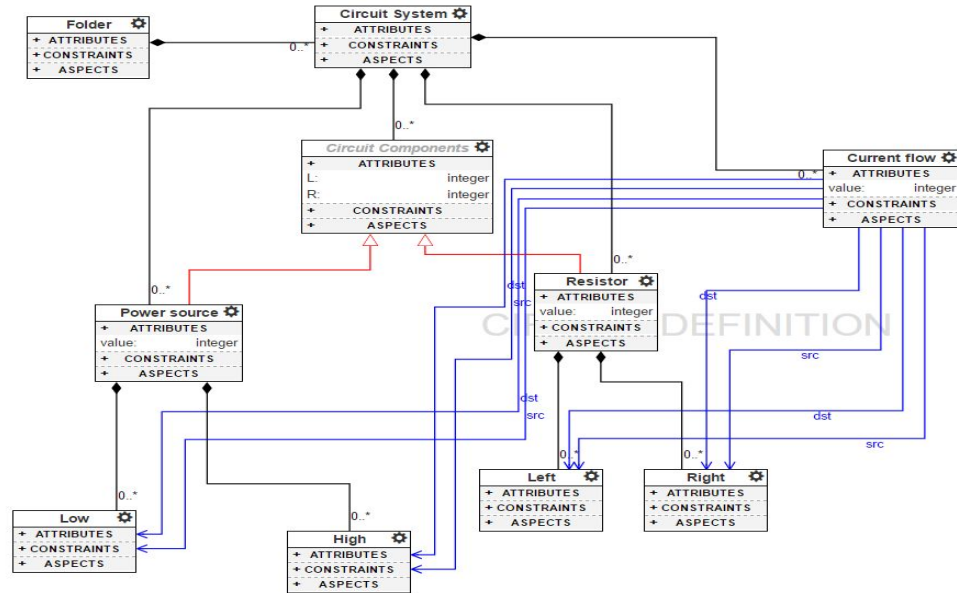 Folder
+ ATTRIBUTES
+ CONSTRAINTS
+ ASPECTS
0..*
Circuit System
+ ATTRIBUTES
+ CONSTRAINTS
+ ASPECTS
0..*
Circuit Components
+ ATTRIBUTES
L: integer
R: integer
+ CONSTRAINTS
+ ASPECTS
0..*
Current flow
+ ATTRIBUTES
value: integer
+ CONSTRAINTS
+ ASPECTS
0..*
Power source
+ ATTRIBUTES
value: integer
+ CONSTRAINTS
+ ASPECTS
0..*
Resistor
+ ATTRIBUTES
value: integer
+ CONSTRAINTS
+ ASPECTS
dst
src
dst
src
DEFINITION
dst
src
dst
src
0..*
Low
+ ATTRIBUTES
+ CONSTRAINTS
+ ASPECTS
0..*
High
+ ATTRIBUTES
+ CONSTRAINTS
+ ASPECTS
0..*
Left
+ ATTRIBUTES
+ CONSTRAINTS
+ ASPECTS
0..*
Right
+ ATTRIBUTES
+ CONSTRAINTS
+ ASPECTS